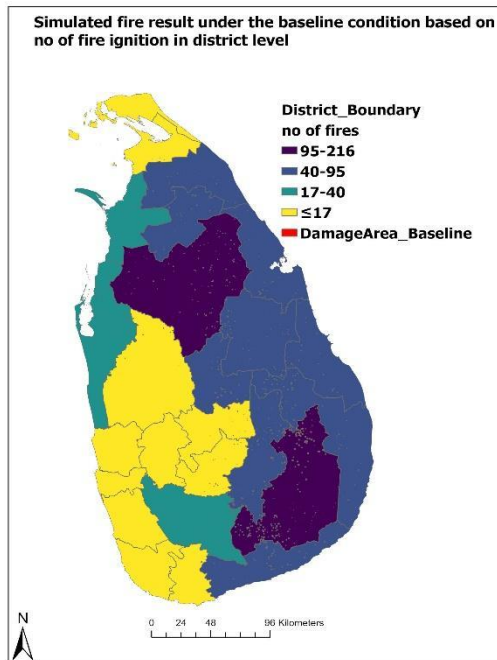 Simulated fire result under the baseline condition based on
no of fire ignition in district level
District_Boundary
no of fires
95-216
40-95
17-40
≤17
DamageArea_Baseline
N
0 24 48 96 Kilometers